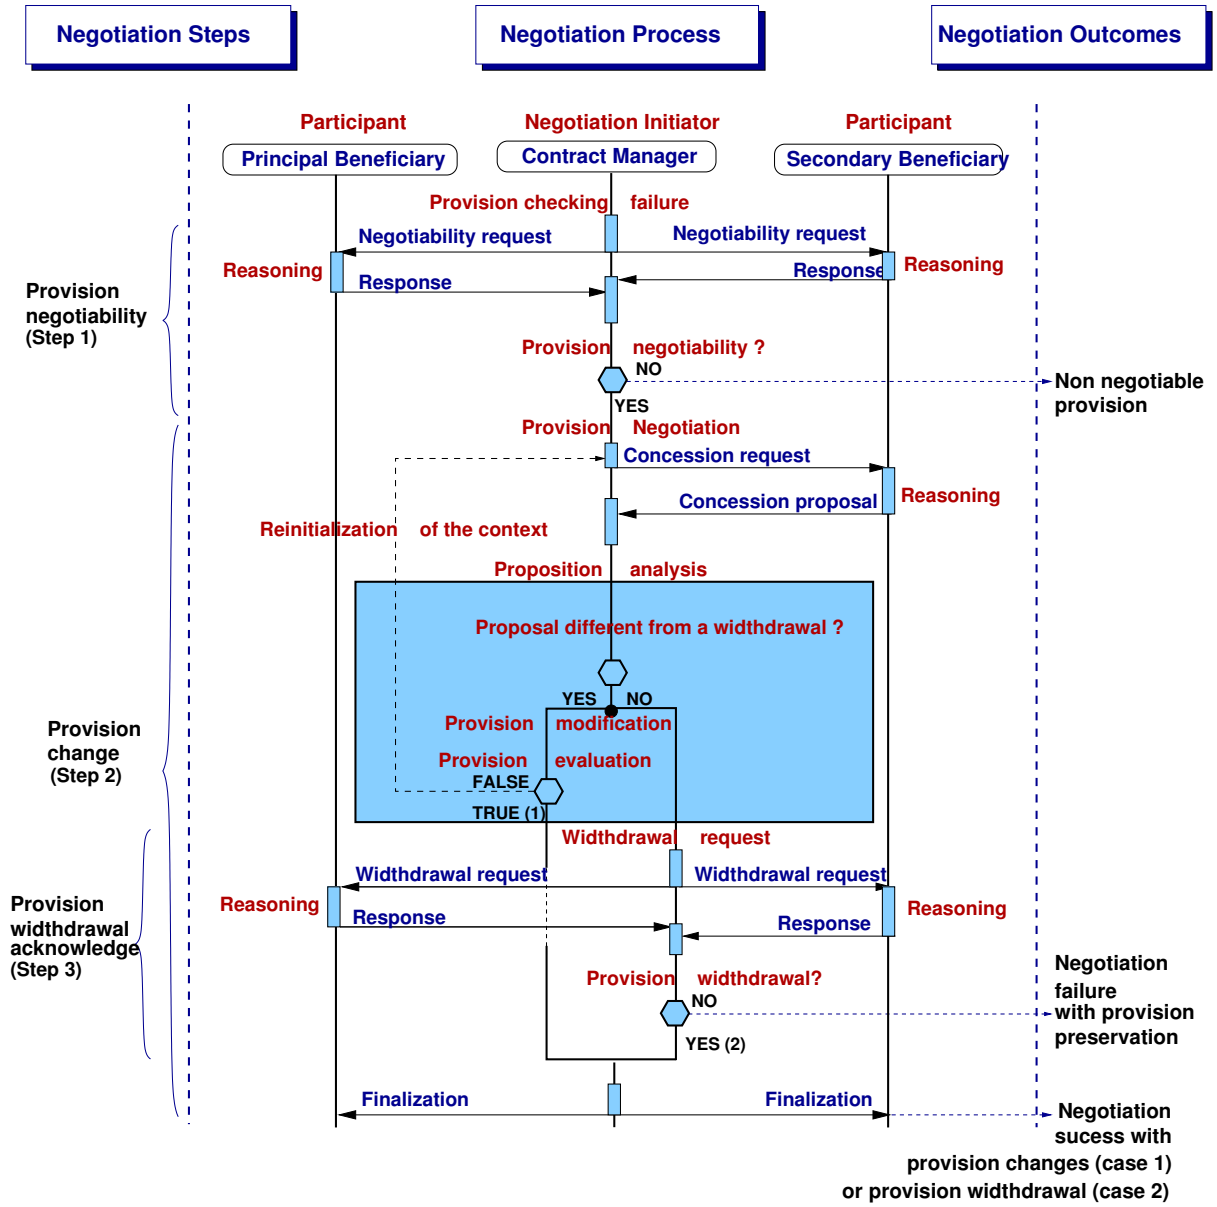 Negotiation Steps
Negotiation Process
Negotiation Outcomes
Participant
Negotiation Initiator
Participant
Principal Beneficiary
Contract Manager
Secondary Beneficiary
Provision checking failure
Negotiability request
Negotiability request
Reasoning
Reasoning
Response
Response
Provision
negotiability
(Step 1)
Provision negotiability ?
NO
Non negotiable
provision
YES
Provision Negotiation
Concession request
Reasoning
Concession proposal
Reinitialization of the context
Proposition analysis
Proposal different from a widthdrawal ?
YES
NO
Provision modification
Provision
change
(Step 2)
Provision evaluation
FALSE
TRUE (1)
Widthdrawal request
Widthdrawal request
Widthdrawal request
Reasoning
Reasoning
Response
Response
Provision
widthdrawal
acknowledge
(Step 3)
Provision widthdrawal?
NO
Negotiation
failure
with provision
preservation
YES (2)
Finalization
Finalization
Negotiation
sucess with
provision changes (case 1)
or provision widthdrawal (case 2)